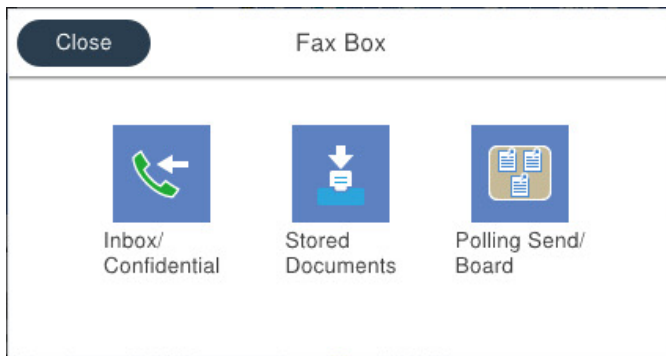 Close
Fax Box
Inbox/
Confidential
Stored
Documents
Polling Send/
Board